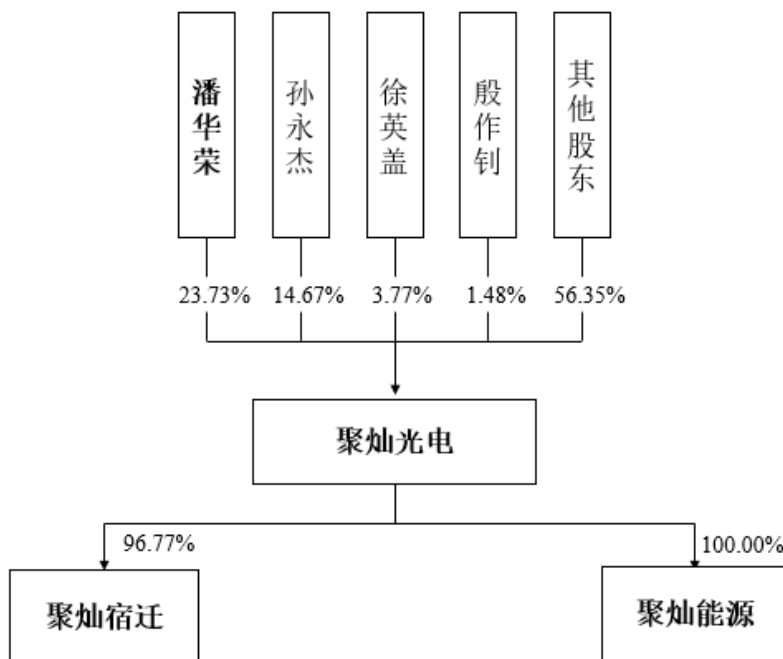 潘华荣
孙永杰
徐英盖
殷作钊
其他股东
23.73%
14.67%
3.77%
1.48%
56.35%
聚灿光电
96.77%
100.00%
聚灿宿迁
聚灿能源